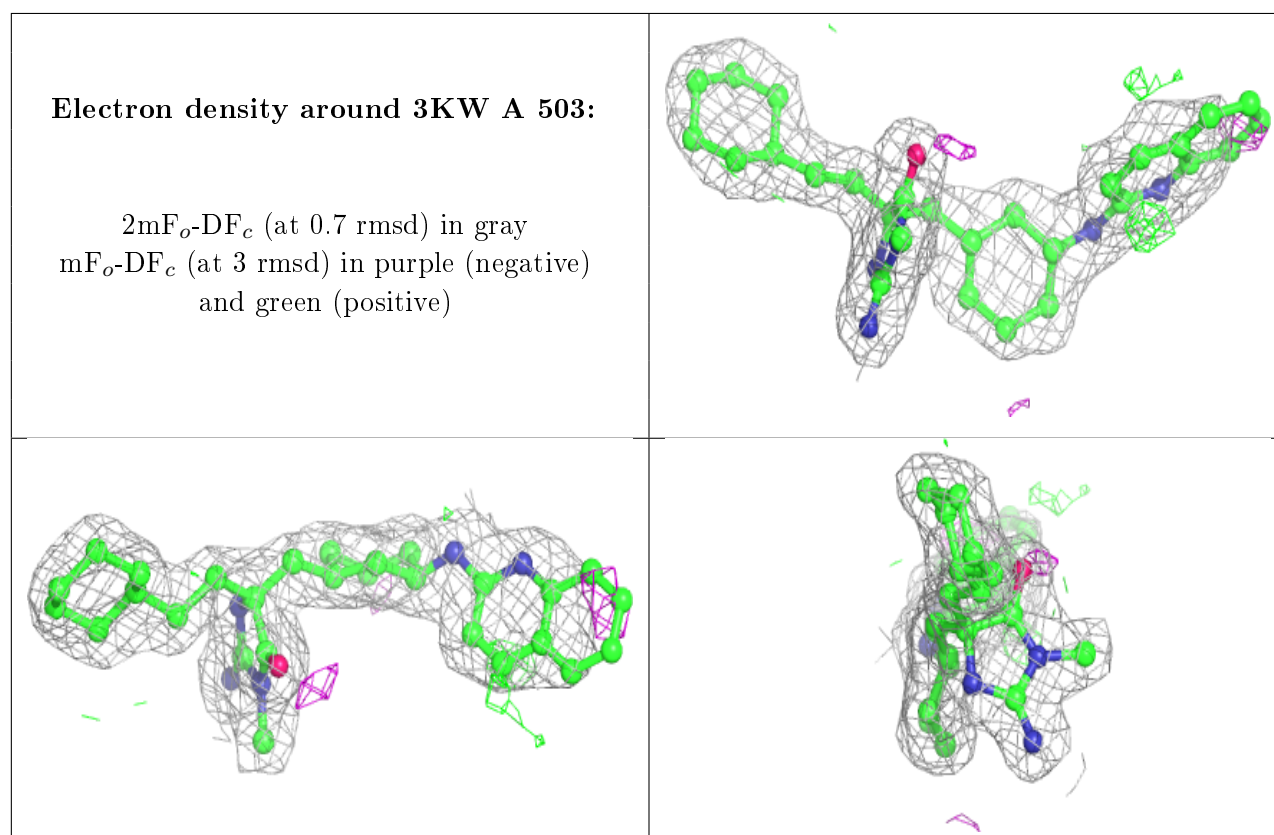 Electron density around 3KW A 503:
2mFₒ-DF𝒸 (at 0.7 rmsd) in gray
mFₒ-DF𝒸 (at 3 rmsd) in purple (negative)
and green (positive)